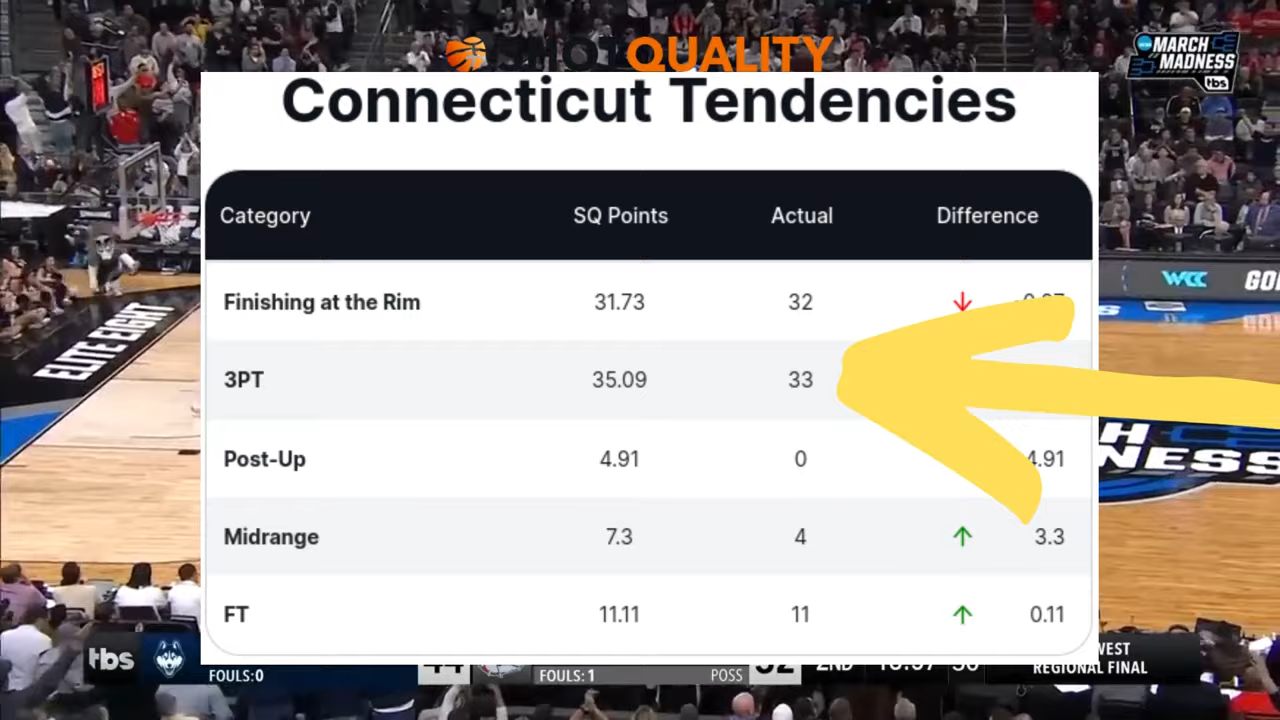 QUALITY
MARCH
MADNESS
tbs
Connecticut Tendencies
Category SQ Points Actual Difference
Finishing at the Rim 31.73 32
3PT 35.09 33
Post-Up 4.91 0 4.91
Midrange 7.3 4 3.3
FT 11.11 11 0.11
WCC
ELITE EIGHT
tbs
FOULS:0
FOULS:1
POSS
2ND
WEST
REGIONAL FINAL